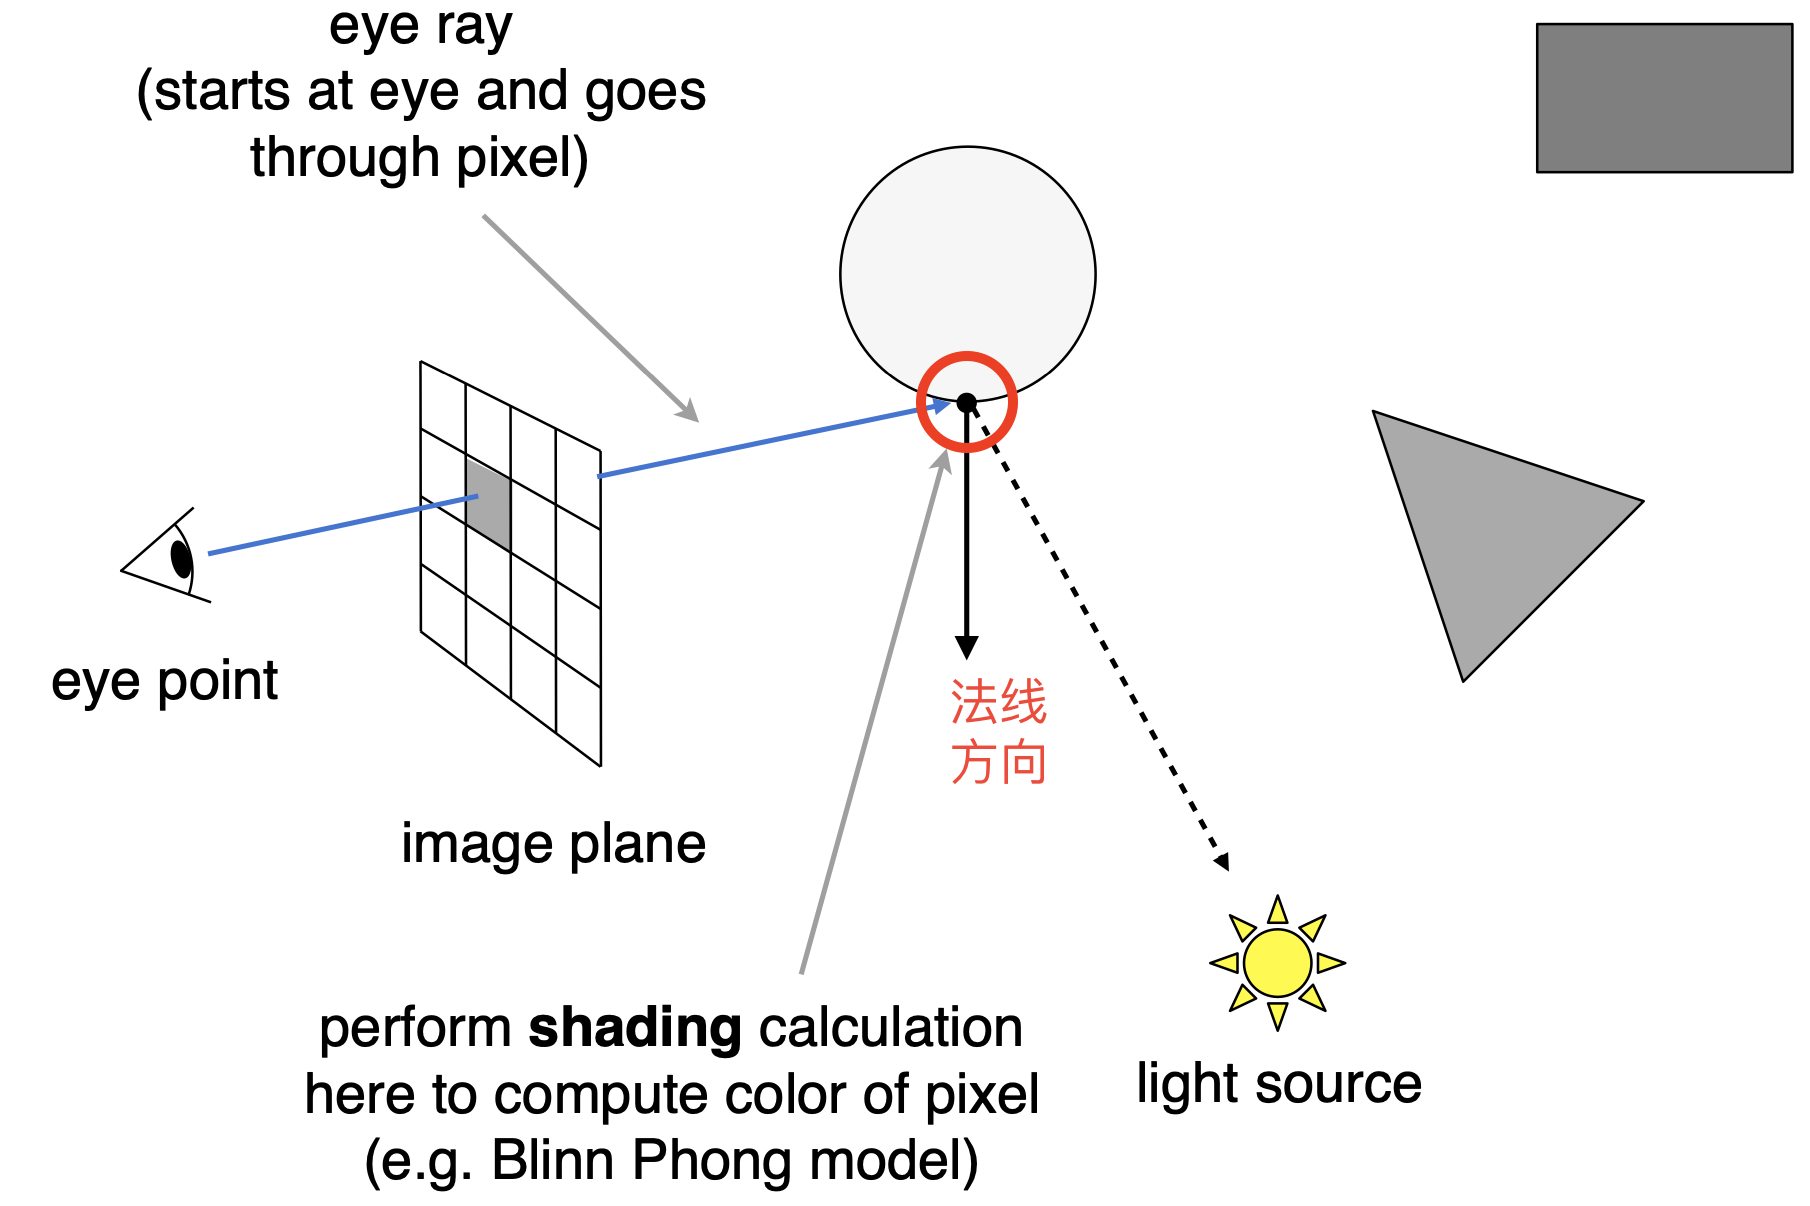 eye ray
(starts at eye and goes
through pixel)
eye point
image plane
法线
方向
perform shading calculation
here to compute color of pixel
(e.g. Blinn Phong model)
light source